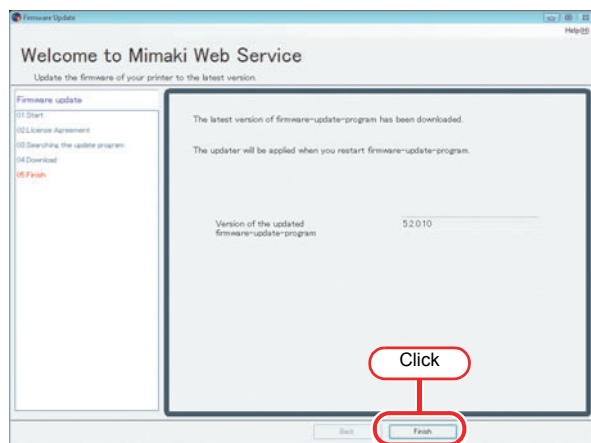 Firmware Update
Help(H)
Welcome to Mimaki Web Service
Update the firmware of your printer to the latest version.
Firmware update
01.Start
02.License Agreement
03.Searching the update program
04.Download
05.Finish
The latest version of firmware-update-program has been downloaded.
The updater will be applied when you restart firmware-update-program.
Version of the updated
firmware-update-program
5.2.0.10
Click
Back
Finish